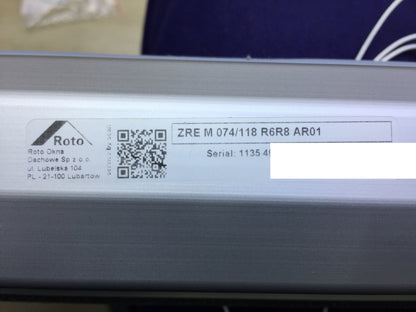 Roto
Roto Okna
Dachowe Sp z o.o.
ul. Lubelska 104
PL - 21-100 Lubartów
ZRE M 074/118 R6R8 AR01
Serial: 1135